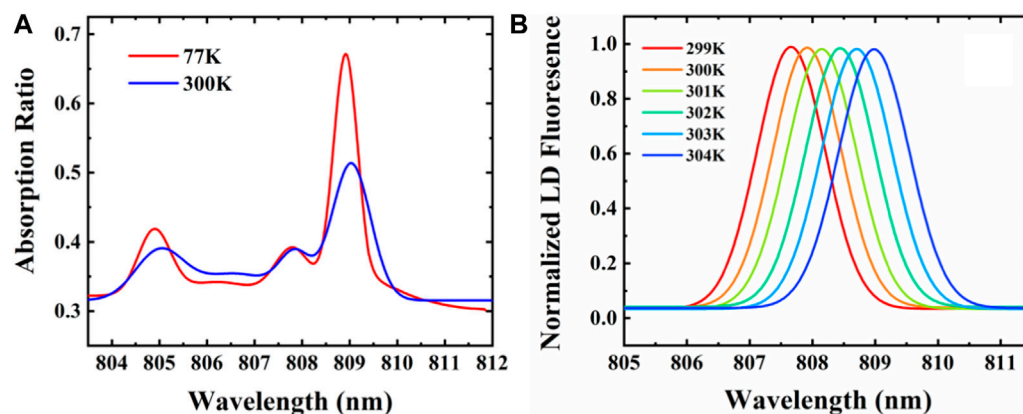 A
0.7
0.6
0.5
0.4
0.3
Absorption Ratio
77K
300K
804 805 806 807 808 809 810 811 812
Wavelength (nm)
B
1.0
0.8
0.6
0.4
0.2
0.0
Normalized LD Fluoresence
299K
300K
301K
302K
303K
304K
805 806 807 808 809 810 811
Wavelength (nm)